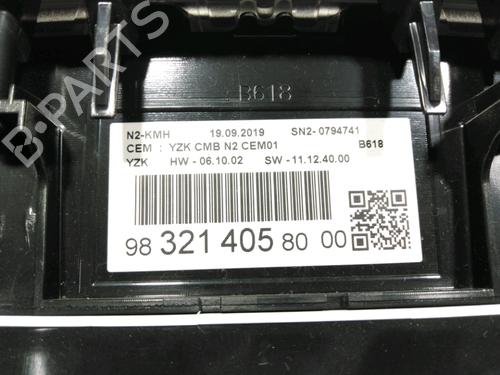 B618
N2-KMH 19.09.2019 SN2-0794741
CEM : YZK CMB N2 CEM01 B618
YZK HW - 06.10.02 SW - 11.12.40.00
98 321 405 80 00
B-PARTS